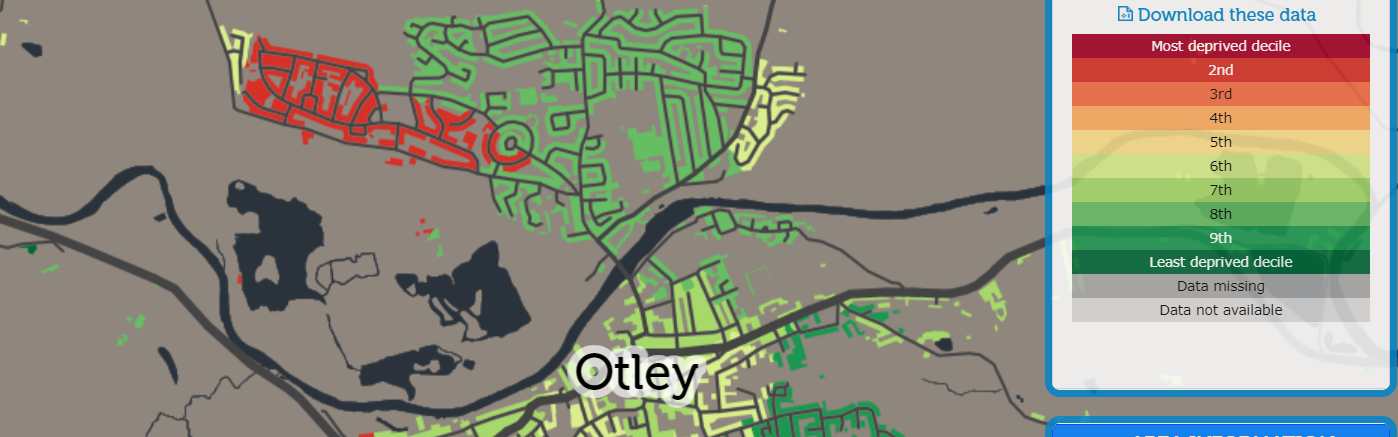 Download these data
Most deprived decile
2nd
3rd
4th
5th
6th
7th
8th
9th
Least deprived decile
Data missing
Data not available
Otley